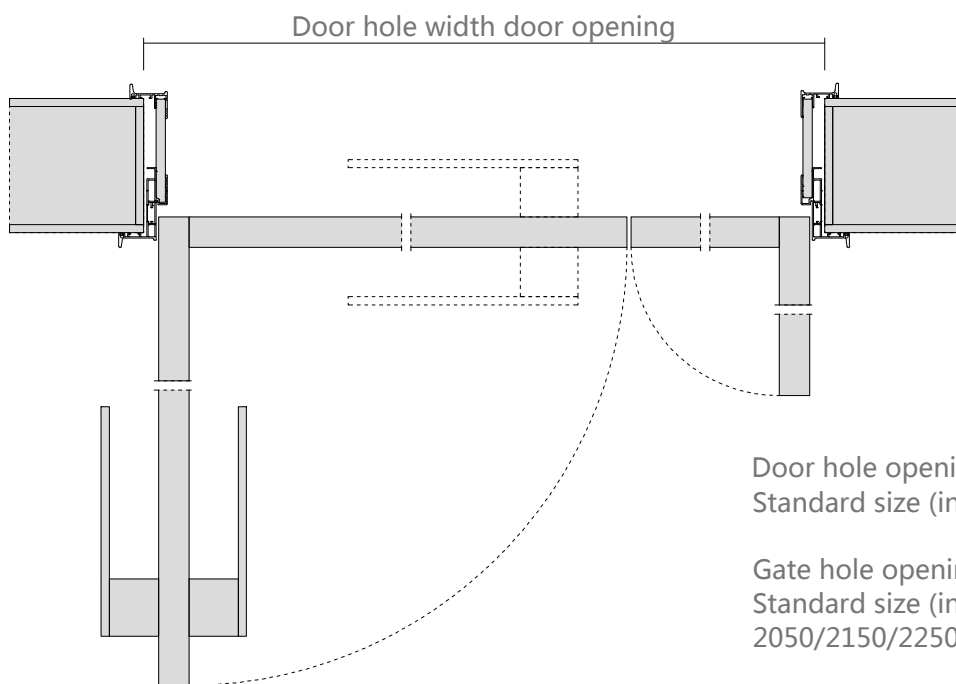 Door hole width door opening
Door hole openi
Standard size (in
Gate hole openin
Standard size (in
2050/2150/2250